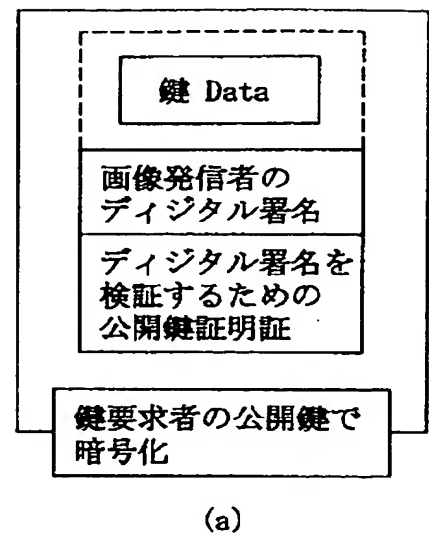 鍵 Data
画像発信者の
ディジタル署名
ディジタル署名を
検証するための
公開鍵証明証
鍵要求者の公開鍵で
暗号化
(a)